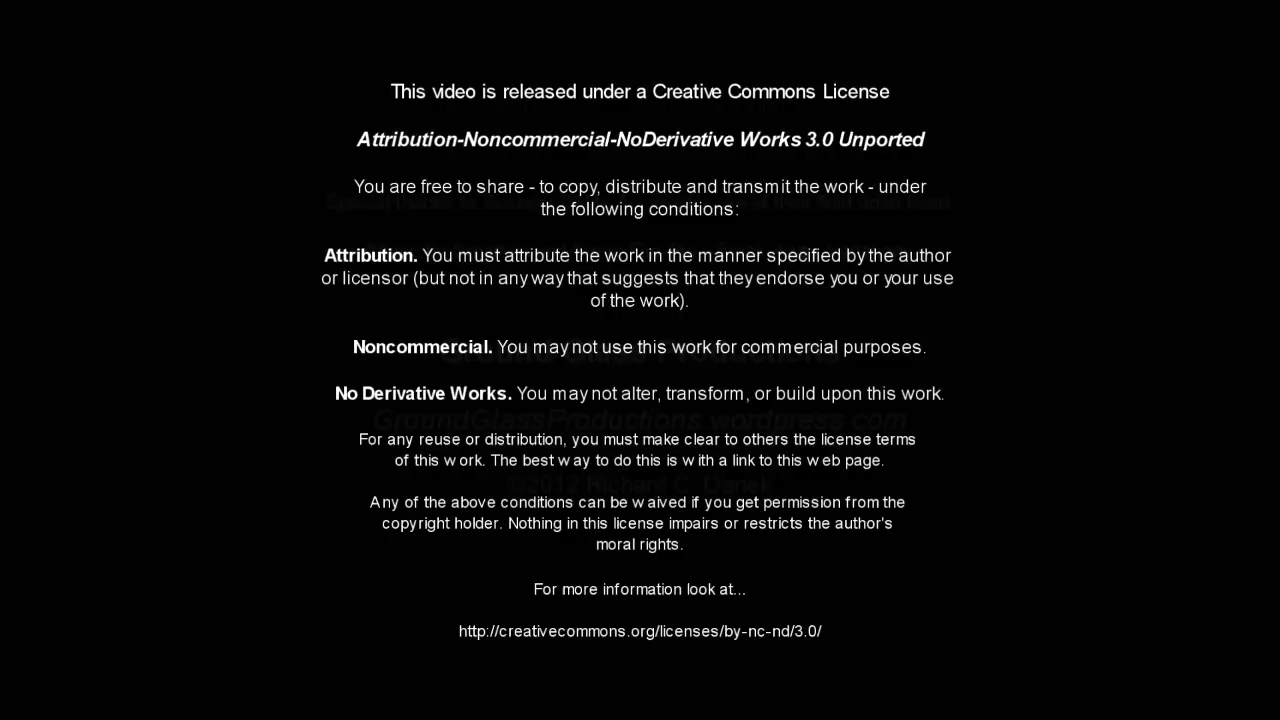 This video is released under a Creative Commons License
Attribution-Noncommercial-NoDerivative Works 3.0 Unported
You are free to share - to copy, distribute and transmit the work - under
the following conditions:
Attribution. You must attribute the work in the manner specified by the author
or licensor (but not in any way that suggests that they endorse you or your use
of the work).
Noncommercial. You may not use this work for commercial purposes.
No Derivative Works. You may not alter, transform, or build upon this work.
GroundGlassProductions.wordpress.com
For any reuse or distribution, you must make clear to others the license terms
of this work. The best way to do this is with a link to this web page.
Any of the above conditions can be waived if you get permission from the
copyright holder. Nothing in this license impairs or restricts the author's
moral rights.
For more information look at...
http://creativecommons.org/licenses/by-nc-nd/3.0/